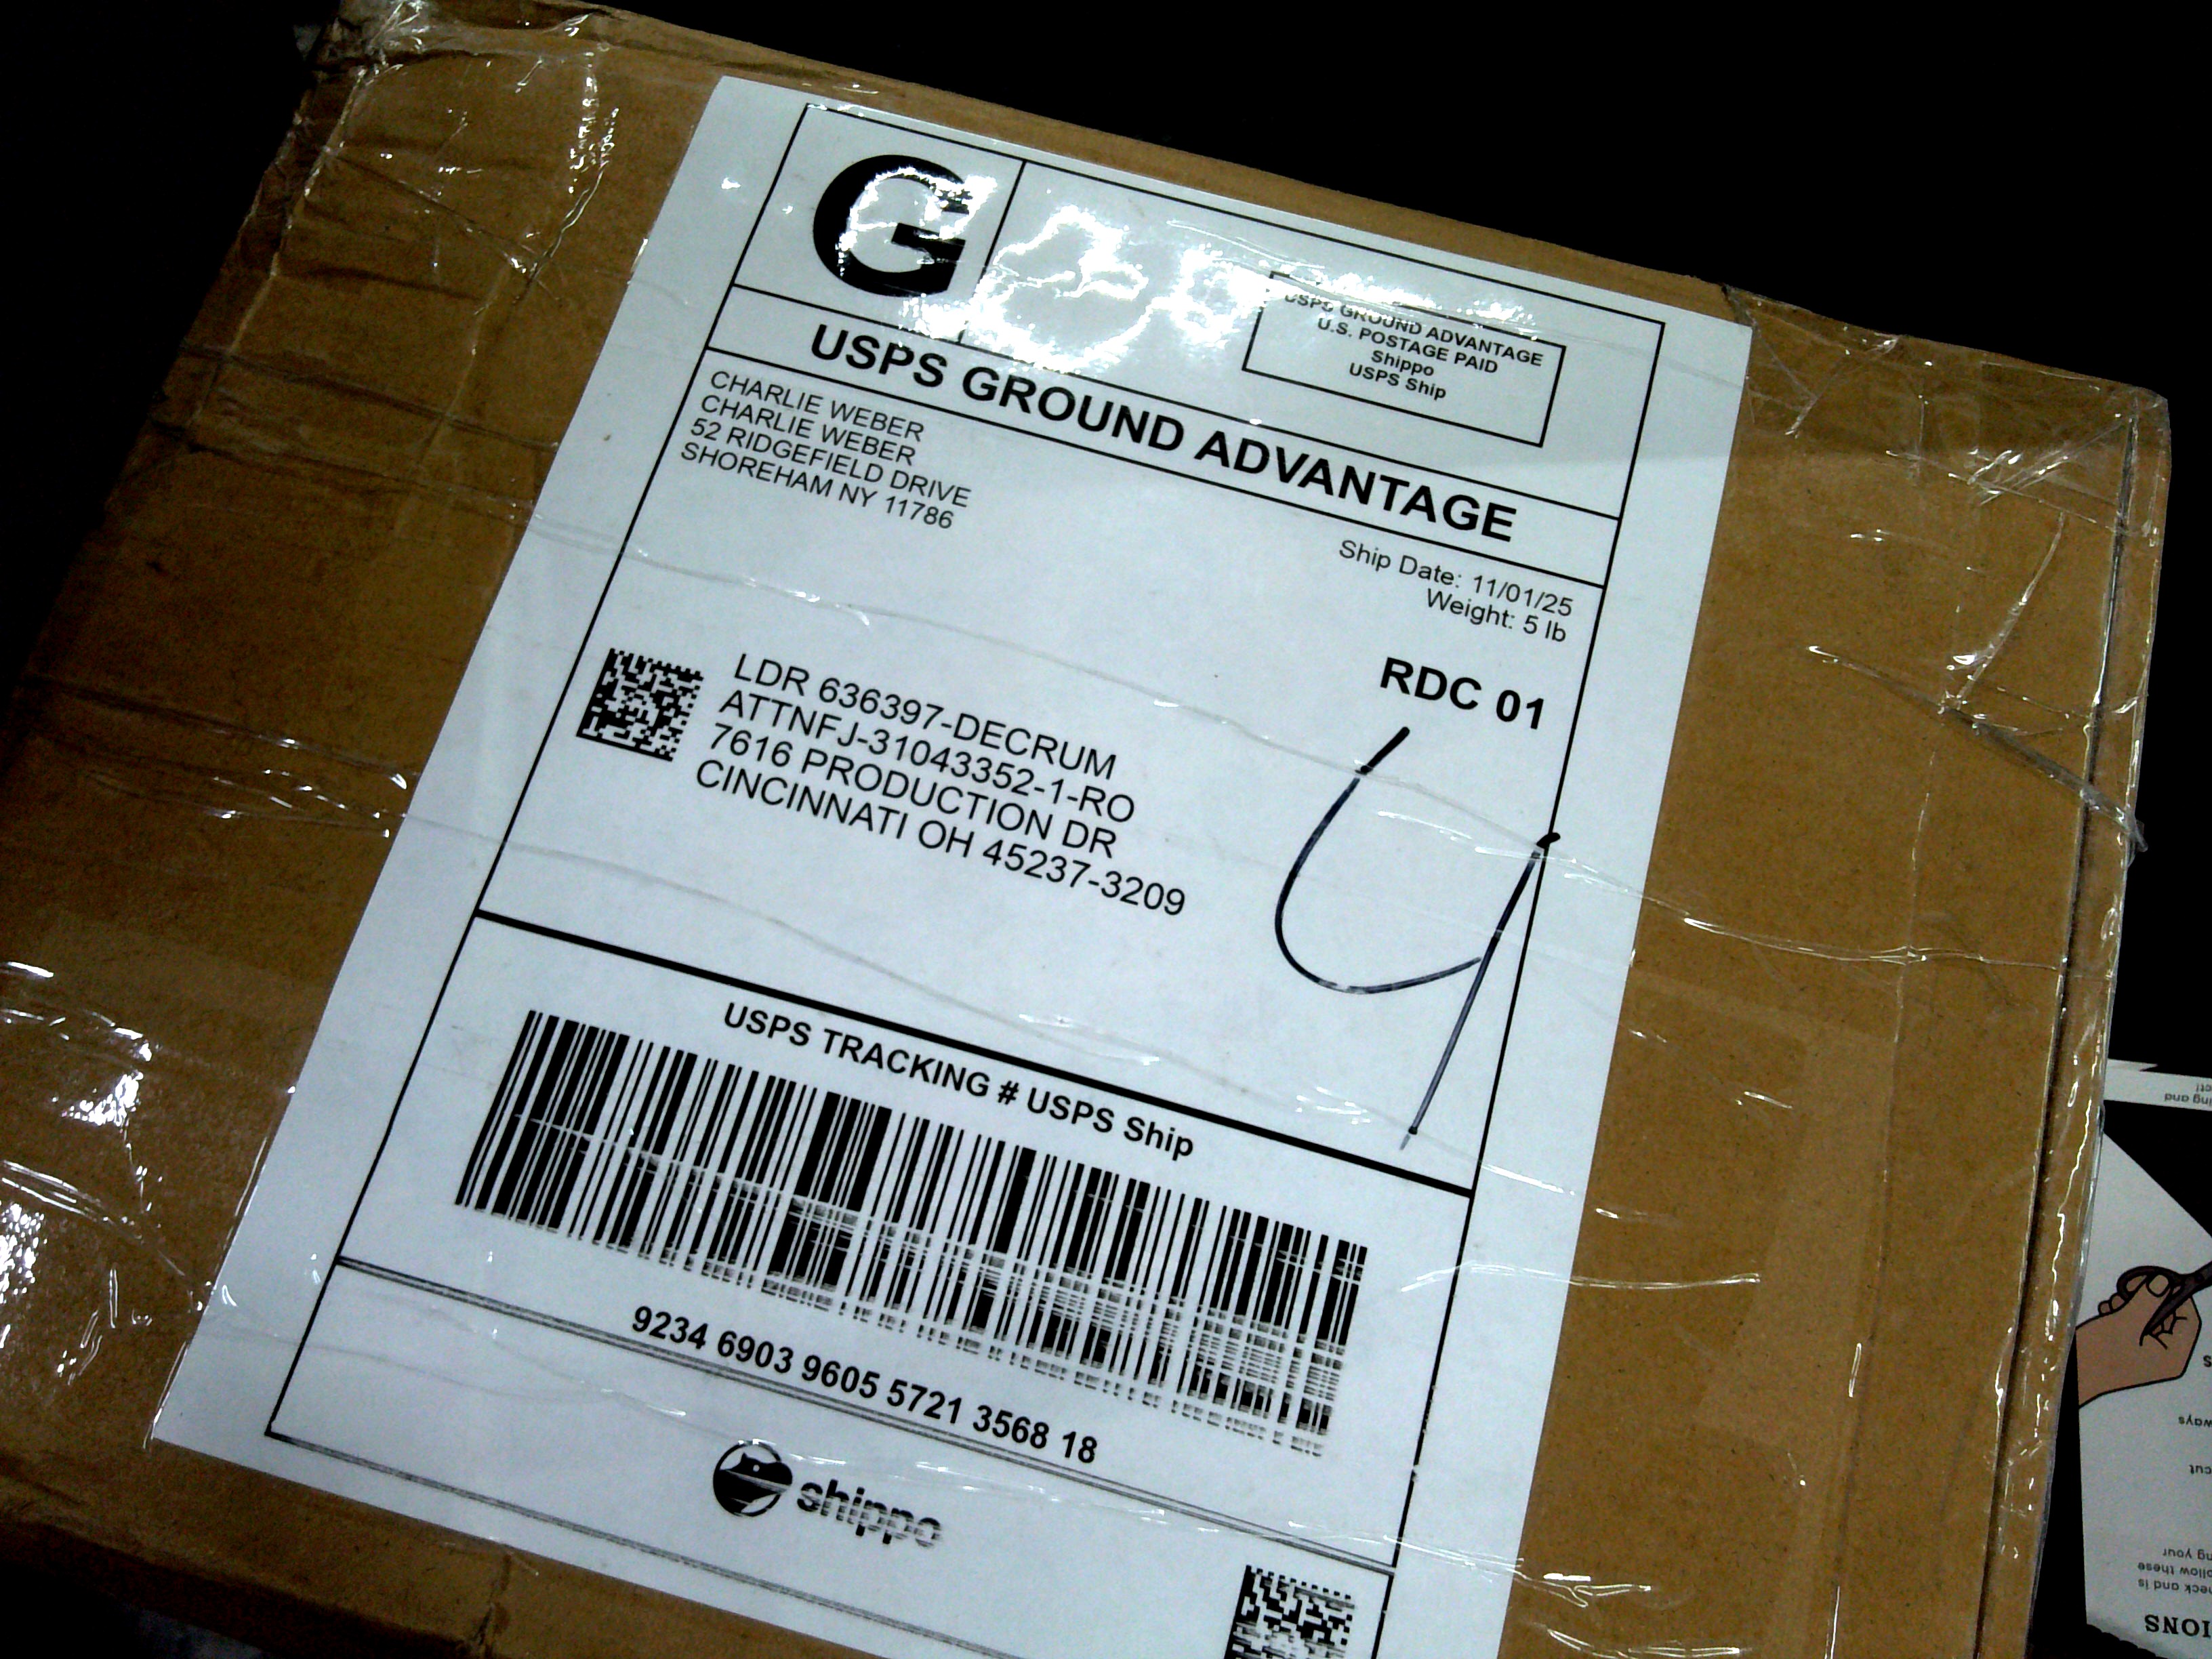 G
USPS GROUND ADVANTAGE
U.S. POSTAGE PAID
Shippo
USPS Ship
USPS GROUND ADVANTAGE
CHARLIE WEBER
CHARLIE WEBER
52 RIDGEFIELD DRIVE
SHOREHAM NY 11786
Ship Date: 11/01/25
Weight: 5 lb
RDC 01
LDR 636397-DECRUM
ATTNFJ-31043352-1-RO
7616 PRODUCTION DR
CINCINNATI OH 45237-3209
USPS TRACKING # USPS Ship
9234 6903 9605 5721 3568 18
shippo